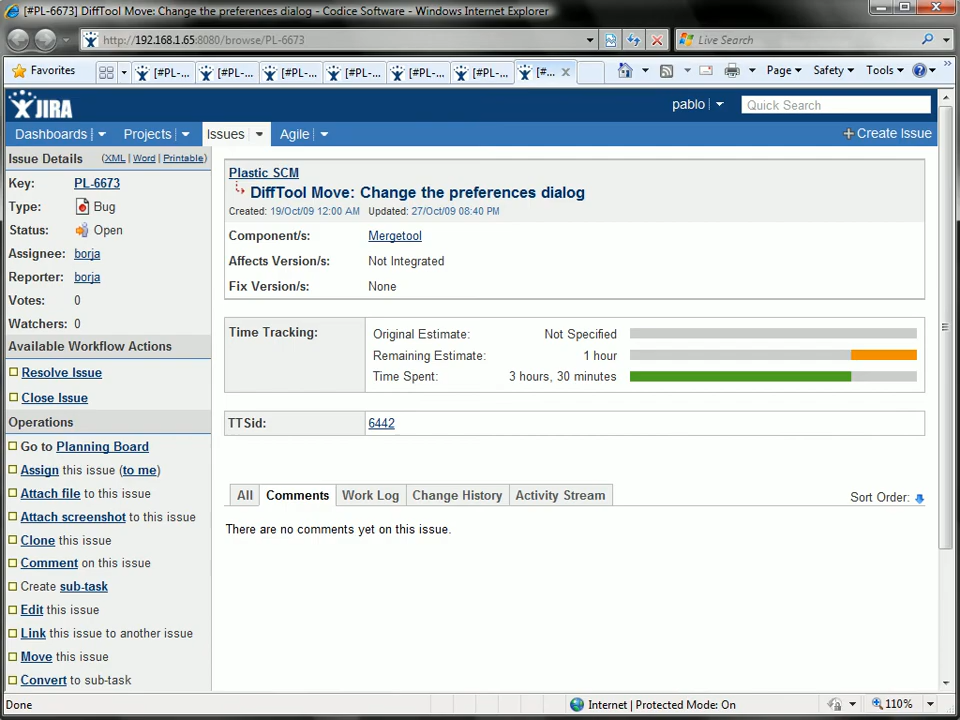 [#PL-6673] DiffTool Move: Change the preferences dialog - Codice Software - Windows Internet Explorer
http://192.168.1.65:8080/browse/PL-6673
Live Search
Favorites
[#PL-...
[#PL-...
[#PL-...
[#PL-...
[#PL-...
[#PL-...
[#...
Page
Safety
Tools
JIRA
pablo
Quick Search
Dashboards
Projects
Issues
Agile
Create Issue
Issue Details (XML | Word | Printable)
Key: PL-6673
Type: Bug
Status: Open
Assignee: borja
Reporter: borja
Votes: 0
Watchers: 0
Available Workflow Actions
Resolve Issue
Close Issue
Operations
Go to Planning Board
Assign this issue (to me)
Attach file to this issue
Attach screenshot to this issue
Clone this issue
Comment on this issue
Create sub-task
Edit this issue
Link this issue to another issue
Move this issue
Convert to sub-task
Plastic SCM
DiffTool Move: Change the preferences dialog
Created: 19/Oct/09 12:00 AM Updated: 27/Oct/09 08:40 PM
Component/s: Mergetool
Affects Version/s: Not Integrated
Fix Version/s: None
Time Tracking:
Original Estimate: Not Specified
Remaining Estimate: 1 hour
Time Spent: 3 hours, 30 minutes
TTSid: 6442
All
Comments
Work Log
Change History
Activity Stream
Sort Order:
There are no comments yet on this issue.
Done
Internet | Protected Mode: On
110%